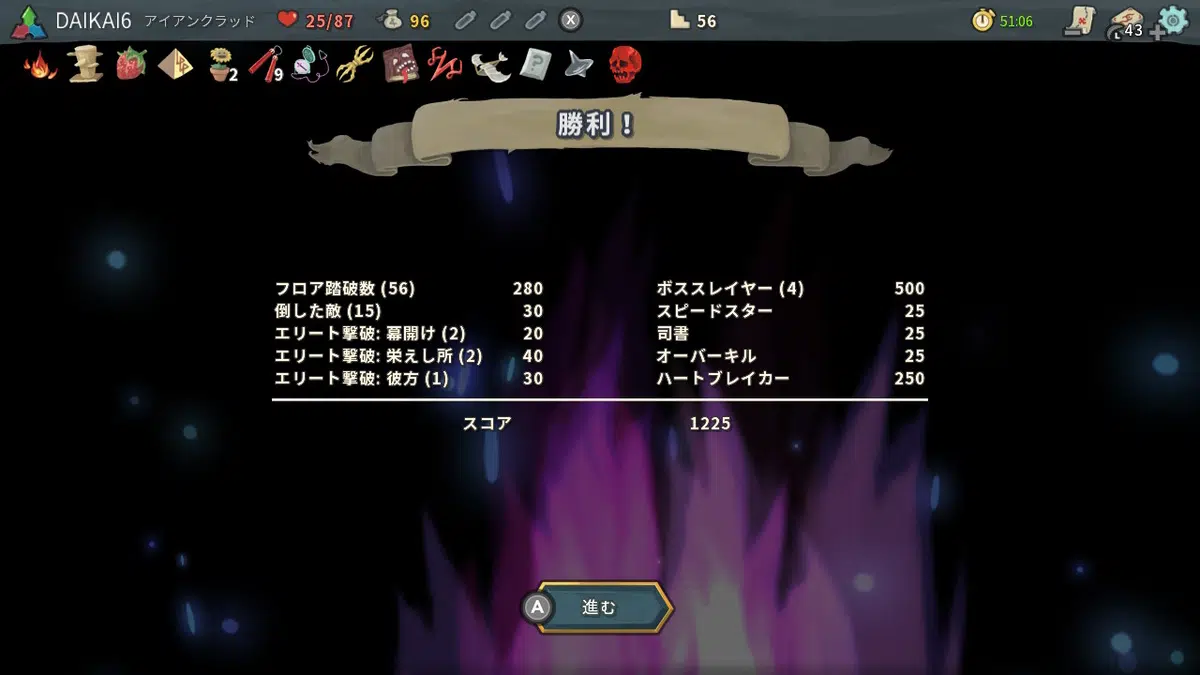 DAIKAI6 アイアンクラッド 25/87 96 X 56 51:06 L 43
2 9 ?
勝利！
フロア踏破数 (56) 280
倒した敵 (15) 30
エリート撃破: 幕開け (2) 20
エリート撃破: 栄えし所 (2) 40
エリート撃破: 彼方 (1) 30
ボススレイヤー (4) 500
スピードスター 25
司書 25
オーバーキル 25
ハートブレイカー 250
スコア 1225
A 進む